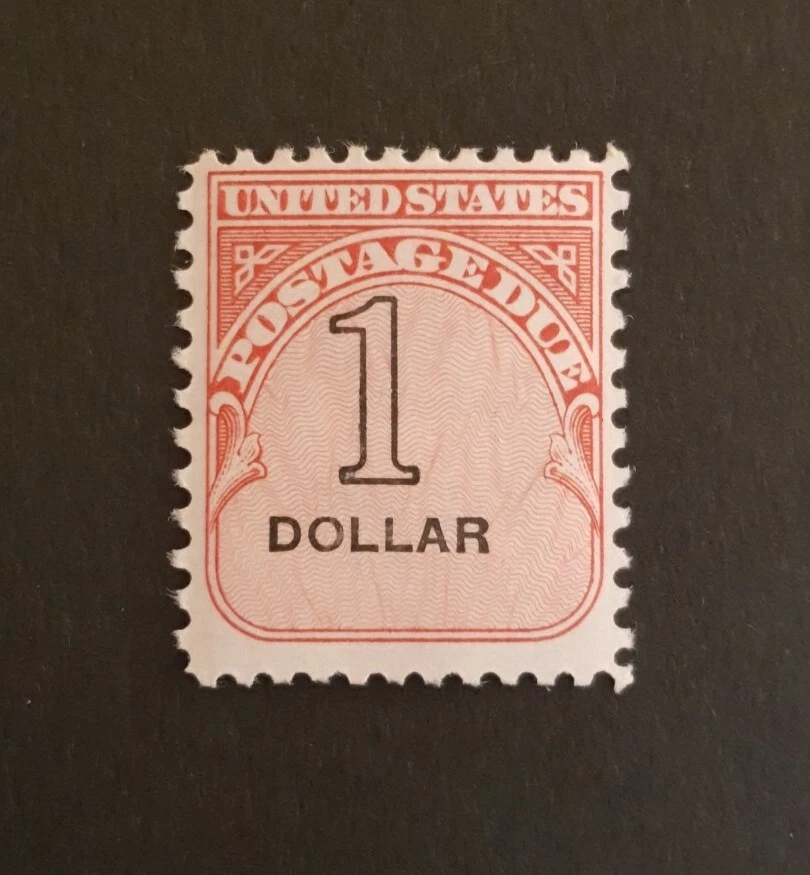 UNITED STATES
POSTAGE DUE
1
DOLLAR